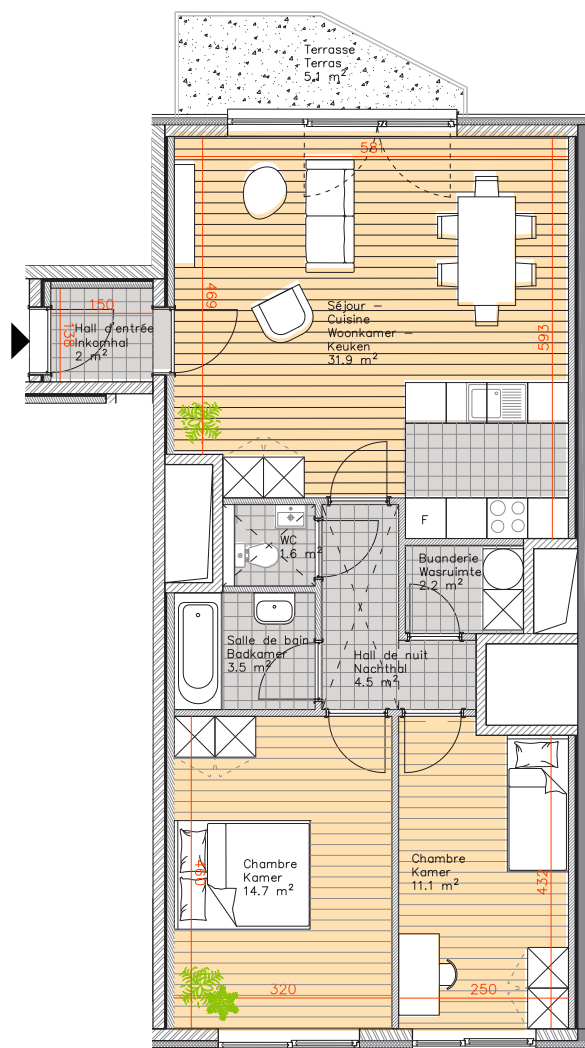 Terrasse
Terras
5.1 m²
581
469
593
Séjour –
Cuisine
Woonkamer –
Keuken
31.9 m²
150
138
Hall d'entrée
Inkomhal
2 m²
F
WC
1.6 m²
Buanderie
Wasruimte
2.2 m²
Salle de bain
Badkamer
3.5 m²
Hall de nuit
Nachthal
4.5 m²
Chambre
Kamer
14.7 m²
460
320
Chambre
Kamer
11.1 m²
432
250